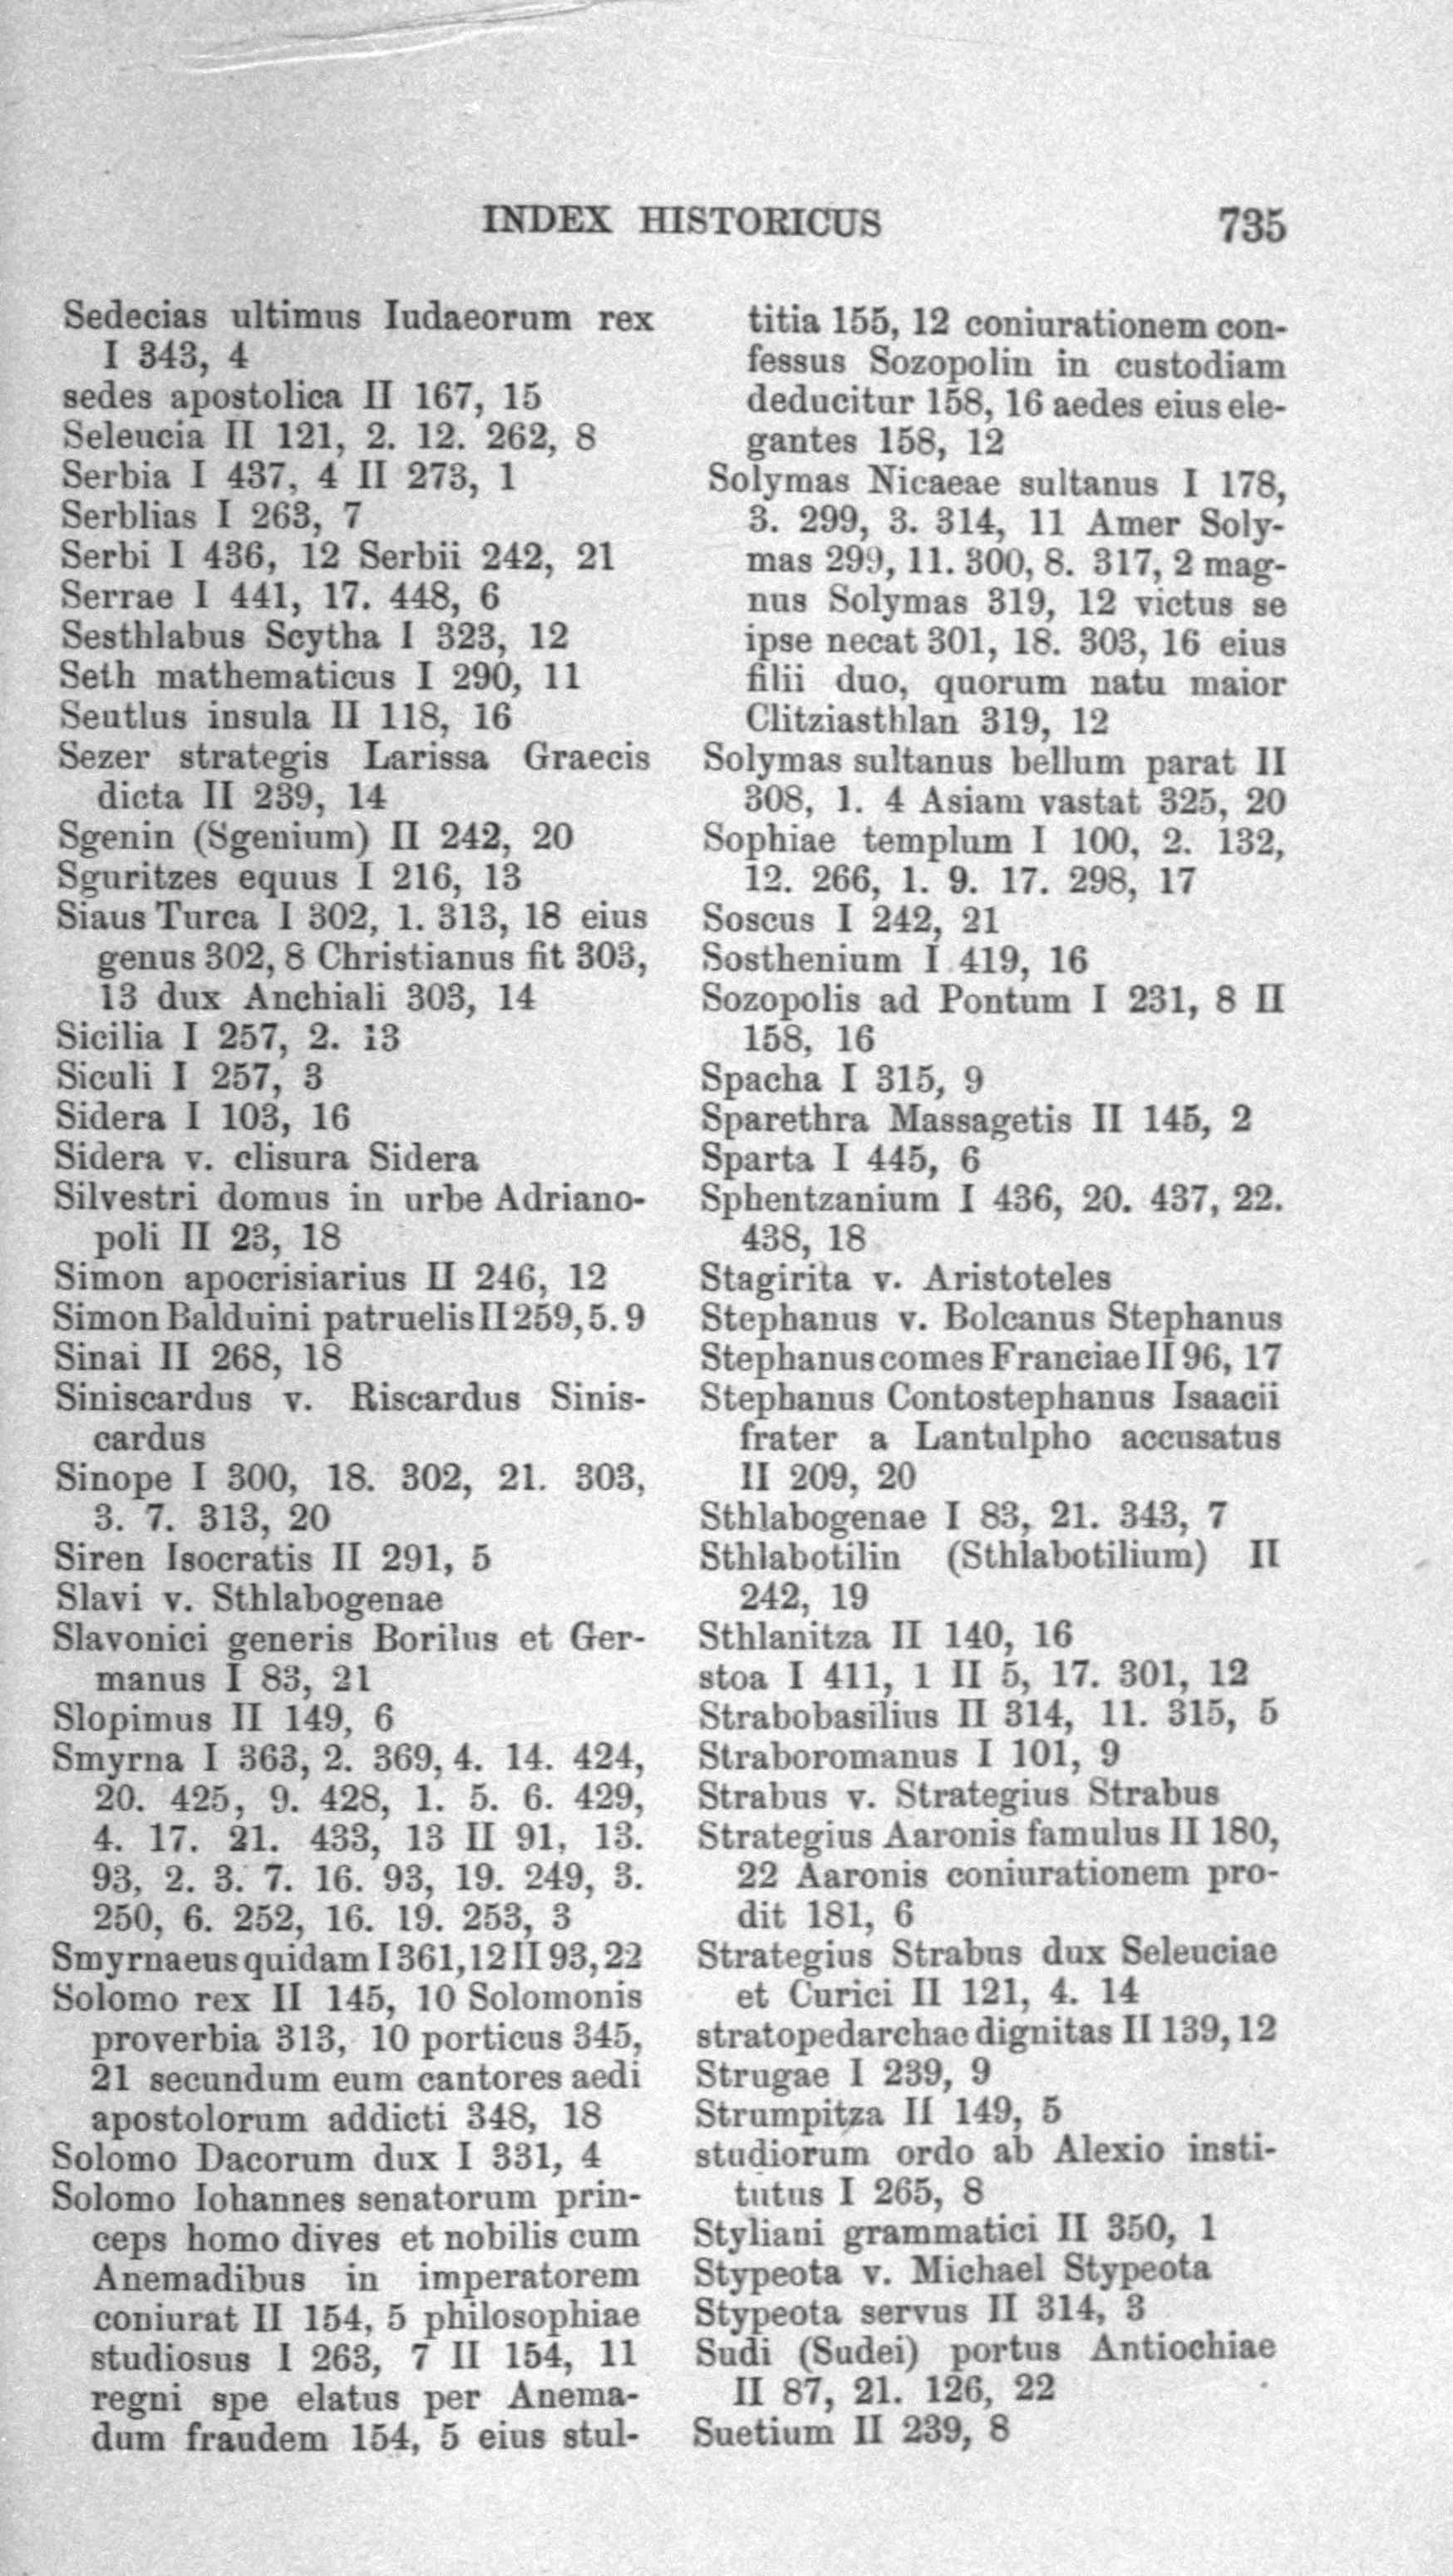 INDEX HISTORICUS 735
Sedecias ultimus Iudaeorum rex
I 343, 4
sedes apostolica II 167, 15
Seleucia II 121, 2. 12. 262, 8
Serbia I 437, 4 II 273, 1
Serblias I 263, 7
Serbi I 436, 12 Serbii 242, 21
Serrae I 441, 17. 448, 6
Sesthlabus Scytha I 323, 12
Seth mathematicus I 290, 11
Seutlus insula II 118, 16
Sezer strategis Larissa Graecis
dicta II 239, 14
Sgenin (Sgenium) II 242, 20
Sguritzes equus I 216, 13
Siaus Turca I 302, 1. 313, 18 eius
genus 302, 8 Christianus fit 303,
13 dux Anchiali 303, 14
Sicilia I 257, 2. 13
Siculi I 257, 3
Sidera I 103, 16
Sidera v. clisura Sidera
Silvestri domus in urbe Adriano-
poli II 23, 18
Simon apocrisiarius II 246, 12
Simon Balduini patruelis II 259, 5. 9
Sinai II 268, 18
Siniscardus v. Riscardus Sinis-
cardus
Sinope I 300, 18. 302, 21. 303,
3. 7. 313, 20
Siren Isocratis II 291, 5
Slavi v. Sthlabogenae
Slavonici generis Borilus et Ger-
manus I 83, 21
Slopimus II 149, 6
Smyrna I 363, 2. 369, 4. 14. 424,
20. 425, 9. 428, 1. 5. 6. 429,
4. 17. 21. 433, 13 II 91, 13.
93, 2. 3. 7. 16. 93, 19. 249, 3.
250, 6. 252, 16. 19. 253, 3
Smyrnaeus quidam I 361, 12 II 93, 22
Solomo rex II 145, 10 Solomonis
proverbia 313, 10 porticus 345,
21 secundum eum cantores aedi
apostolorum addicti 348, 18
Solomo Dacorum dux I 331, 4
Solomo Iohannes senatorum prin-
ceps homo dives et nobilis cum
Anemadibus in imperatorem
coniurat II 154, 5 philosophiae
studiosus I 263, 7 II 154, 11
regni spe elatus per Anema-
dum fraudem 154, 5 eius stul-
titia 155, 12 coniurationem con-
fessus Sozopolin in custodiam
deducitur 158, 16 aedes eius ele-
gantes 158, 12
Solymas Nicaeae sultanus I 178,
3. 299, 3. 314, 11 Amer Soly-
mas 299, 11. 300, 8. 317, 2 mag-
nus Solymas 319, 12 victus se
ipse necat 301, 18. 303, 16 eius
filii duo, quorum natu maior
Clitziasthlan 319, 12
Solymas sultanus bellum parat II
308, 1. 4 Asiam vastat 325, 20
Sophiae templum I 100, 2. 132,
12. 266, 1. 9. 17. 298, 17
Soscus I 242, 21
Sosthenium I 419, 16
Sozopolis ad Pontum I 231, 8 II
158, 16
Spacha I 315, 9
Sparethra Massagetis II 145, 2
Sparta I 445, 6
Sphentzanium I 436, 20. 437, 22.
438, 18
Stagirita v. Aristoteles
Stephanus v. Bolcanus Stephanus
Stephanus comes Franciae II 96, 17
Stephanus Contostephanus Isaacii
frater a Lantulpho accusatus
II 209, 20
Sthlabogenae I 83, 21. 343, 7
Sthlabotilin (Sthlabotilium) II
242, 19
Sthlanitza II 140, 16
stoa I 411, 1 II 5, 17. 301, 12
Strabobasilius II 314, 11. 315, 5
Straboromanus I 101, 9
Strabus v. Strategius Strabus
Strategius Aaronis famulus II 180,
22 Aaronis coniurationem pro-
dit 181, 6
Strategius Strabus dux Seleuciae
et Curici II 121, 4. 14
stratopedarchae dignitas II 139, 12
Strugae I 239, 9
Strumpitza II 149, 5
studiorum ordo ab Alexio insti-
tutus I 265, 8
Styliani grammatici II 350, 1
Stypeota v. Michael Stypeota
Stypeota servus II 314, 3
Sudi (Sudei) portus Antiochiae
II 87, 21. 126, 22
Suetium II 239, 8